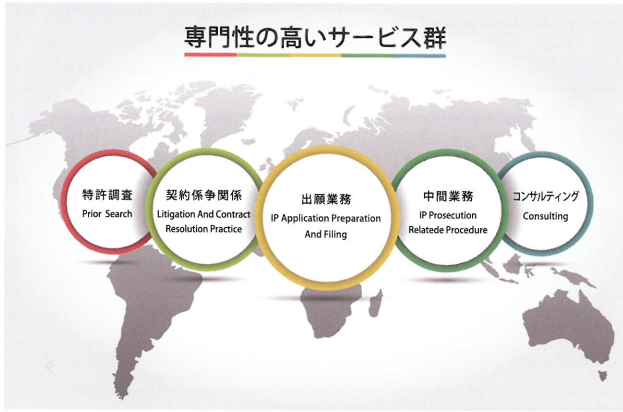 専門性の高いサービス群
特許調査
Prior Search
契約係争関係
Litigation And Contract
Resolution Practice
出願業務
IP Application Preparation
And Filing
中間業務
IP Prosecution
Relatede Procedure
コンサルティング
Consulting